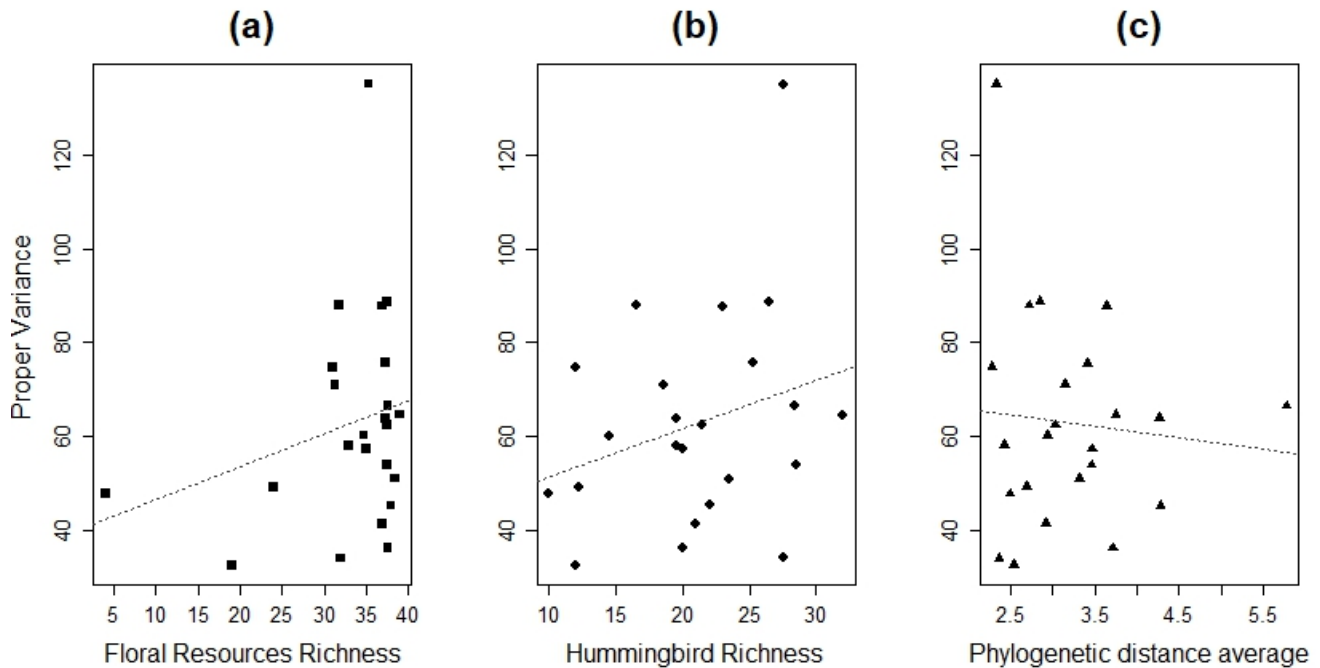 (a)
(b)
(c)
Proper Variance
120
100
80
60
40
5 10 15 20 25 30 35 40
Floral Resources Richness
120
100
80
60
40
10 15 20 25 30
Hummingbird Richness
120
100
80
60
40
2.5 3.5 4.5 5.5
Phylogenetic distance average